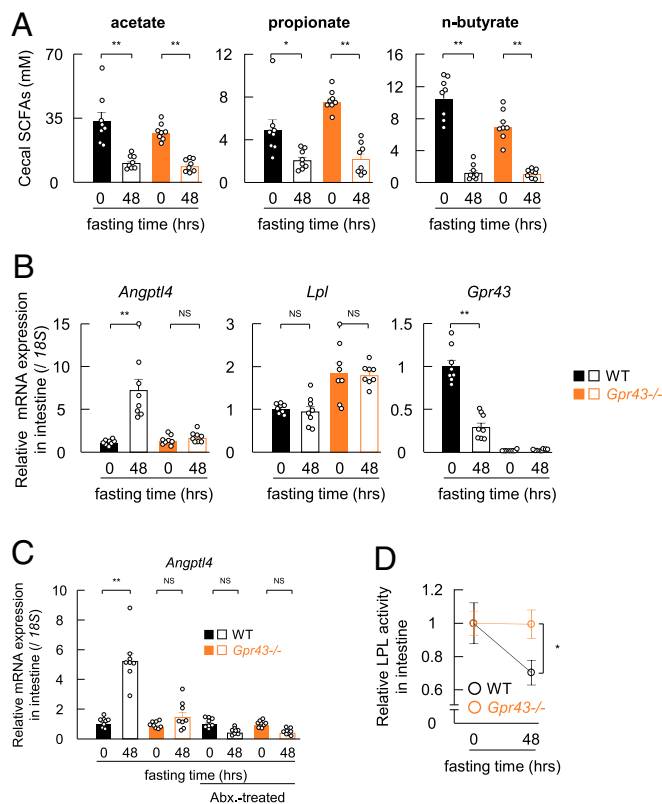 A
acetate
propionate
n-butyrate
Cecal SCFAs (mM)
70
35
0
**
**
0 48 0 48
fasting time (hrs)
12
8
4
0
*
**
0 48 0 48
fasting time (hrs)
16
12
8
4
0
**
**
0 48 0 48
fasting time (hrs)
B
Angptl4
Lpl
Gpr43
Relative mRNA expression
in intestine (/ 18S)
15
10
5
0
**
NS
0 48 0 48
fasting time (hrs)
3
2
1
0
NS
NS
0 48 0 48
fasting time (hrs)
1.5
1
0.5
0
**
0 48 0 48
fasting time (hrs)
WT
Gpr43-/-
C
Angptl4
Relative mRNA expression
in intestine (/ 18S)
10
8
6
4
2
0
**
NS
NS
NS
WT
Gpr43-/-
0 48 0 48 0 48 0 48
fasting time (hrs)
Abx.-treated
D
Relative LPL activity
in intestine
1.2
1
0.8
0.6
0
*
WT
Gpr43-/-
0 48
fasting time (hrs)